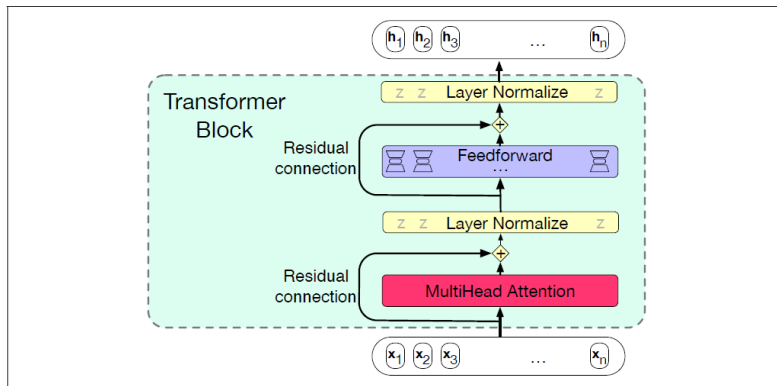 h1 h2 h3 ... hn
Transformer
Block
z z Layer Normalize z
+
Residual
connection
Feedforward
...
z z Layer Normalize z
+
Residual
connection
MultiHead Attention
x1 x2 x3 ... xn